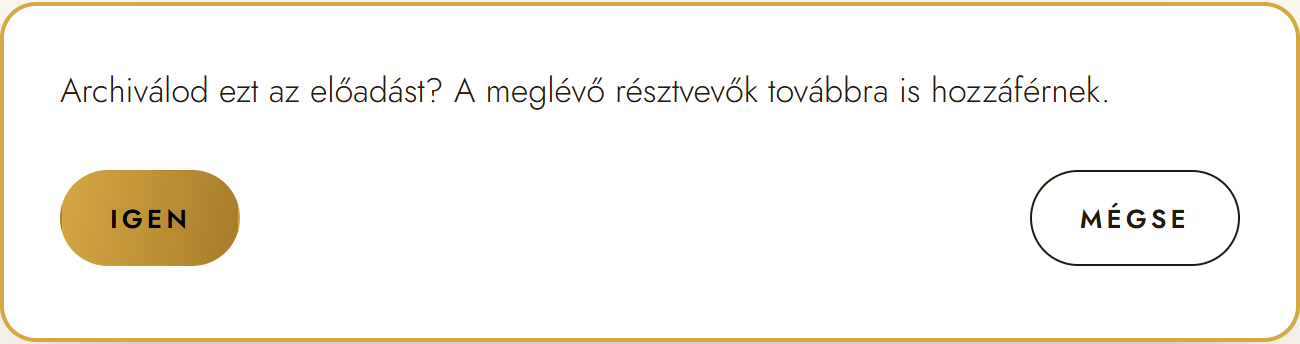 Archiválod ezt az előadást? A meglévő résztvevők továbbra is hozzáférnek.
IGEN
MÉGSE